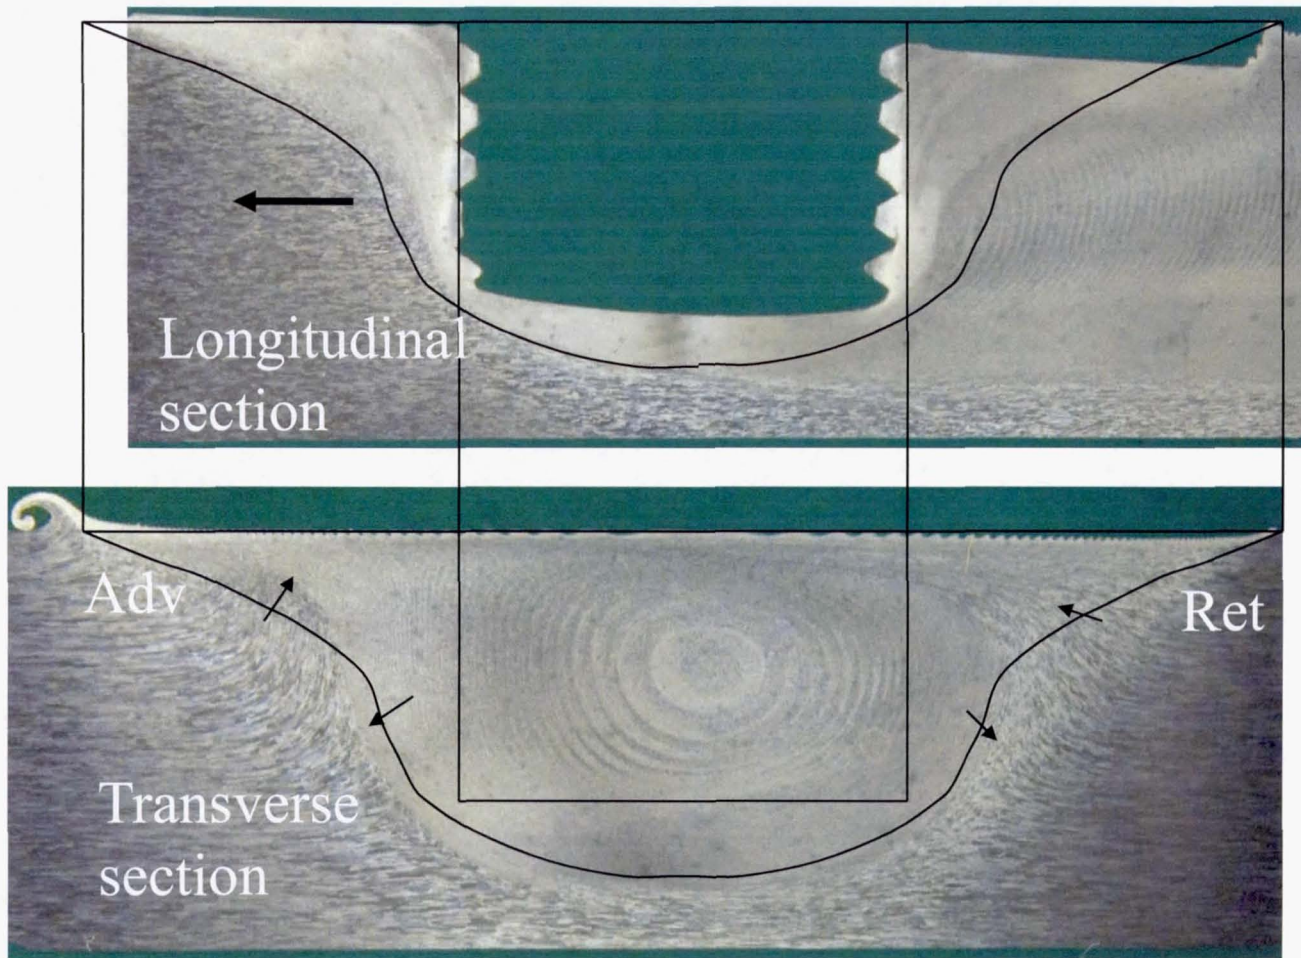 Longitudinal
section
Adv
Ret
Transverse
section